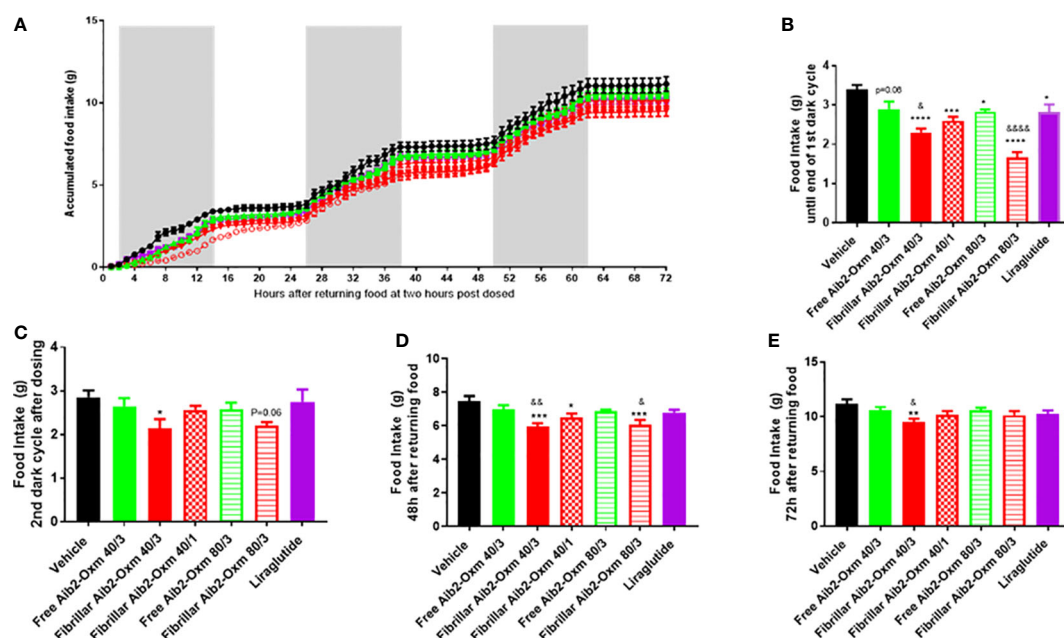 A
Accumulated food intake (g)
15
10
5
0
0 4 8 12 16 20 24 28 32 36 40 44 48 52 56 60 64 68 72
Hours after returning food at two hours post dosed
B
Food Intake (g)
until end of 1st dark cycle
4
3
2
1
0
p=0.06
&
****
***
*
&&&&
****
*
Vehicle
Free Aib2-Oxm 40/3
Fibrillar Aib2-Oxm 40/3
Fibrillar Aib2-Oxm 40/1
Free Aib2-Oxm 80/3
Fibrillar Aib2-Oxm 80/3
Liraglutide
C
Food Intake (g)
2nd dark cycle after dosing
4
3
2
1
0
*
P=0.06
Vehicle
Free Aib2-Oxm 40/3
Fibrillar Aib2-Oxm 40/3
Fibrillar Aib2-Oxm 40/1
Free Aib2-Oxm 80/3
Fibrillar Aib2-Oxm 80/3
Liraglutide
D
Food Intake (g)
48h after returning food
10
8
6
4
2
0
&&
***
*
&
***
Vehicle
Free Aib2-Oxm 40/3
Fibrillar Aib2-Oxm 40/3
Fibrillar Aib2-Oxm 40/1
Free Aib2-Oxm 80/3
Fibrillar Aib2-Oxm 80/3
Liraglutide
E
Food Intake (g)
72h after returning food
15
10
5
0
&
**
Vehicle
Free Aib2-Oxm 40/3
Fibrillar Aib2-Oxm 40/3
Fibrillar Aib2-Oxm 40/1
Free Aib2-Oxm 80/3
Fibrillar Aib2-Oxm 80/3
Liraglutide